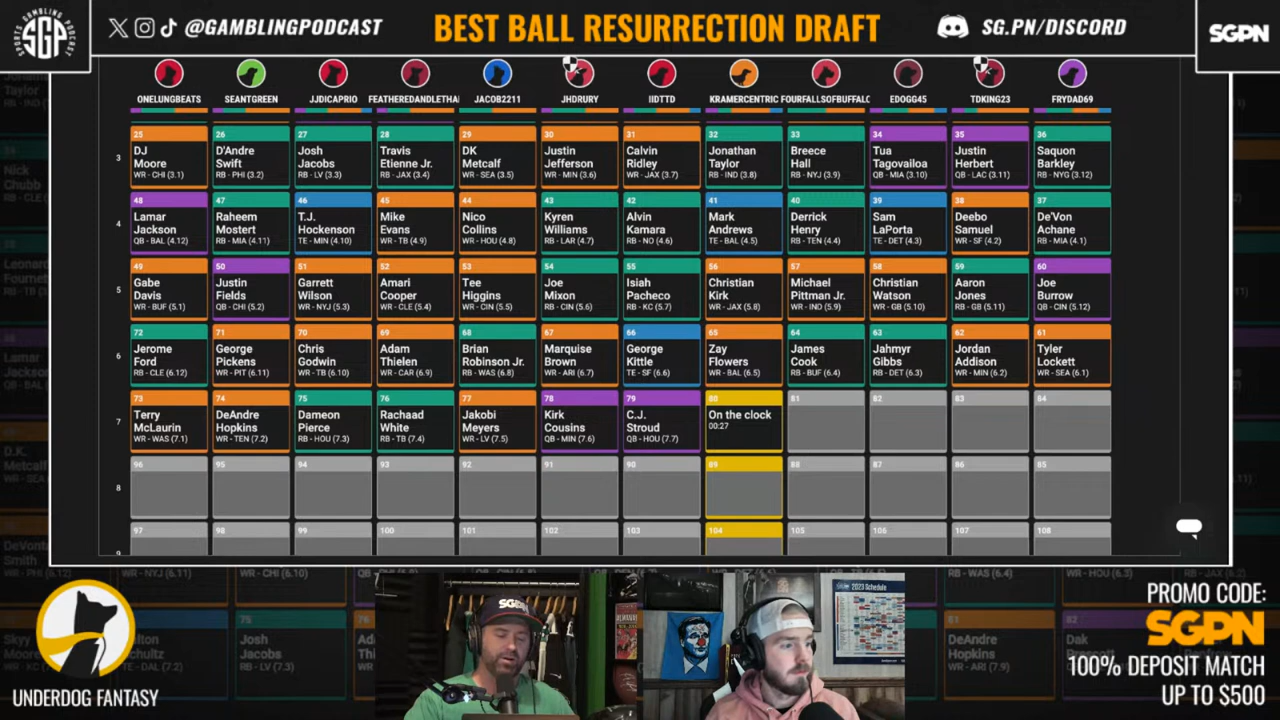 SGP
SPORTS GAMBLING PODCAST
@GAMBLINGPODCAST
BEST BALL RESURRECTION DRAFT
SG.PN/DISCORD
SGPN
ONELUNGBEATS SEANTGREEN JJDICAPRIO FEATHEREDANDLETHAL JACOB2211 JHDRURY IIDTTD KRAMERCENTRIC FOURFALLSOFBUFFALO EDOGG45 TDKING23 FRYDAD69
3
25 26 27 28 29 30 31 32 33 34 35 36
DJ Moore D'Andre Swift Josh Jacobs Travis Etienne Jr. DK Metcalf Justin Jefferson Calvin Ridley Jonathan Taylor Breece Hall Tua Tagovailoa Justin Herbert Saquon Barkley
WR - CHI (3.1) RB - PHI (3.2) RB - LV (3.3) RB - JAX (3.4) WR - SEA (3.5) WR - MIN (3.6) WR - JAX (3.7) RB - IND (3.8) RB - NYJ (3.9) QB - MIA (3.10) QB - LAC (3.11) RB - NYG (3.12)
4
48 47 46 45 44 43 42 41 40 39 38 37
Lamar Jackson Raheem Mostert T.J. Hockenson Mike Evans Nico Collins Kyren Williams Alvin Kamara Mark Andrews Derrick Henry Sam LaPorta Deebo Samuel De'Von Achane
QB - BAL (4.12) RB - MIA (4.11) TE - MIN (4.10) WR - TB (4.9) WR - HOU (4.8) RB - LAR (4.7) RB - NO (4.6) TE - BAL (4.5) RB - TEN (4.4) TE - DET (4.3) WR - SF (4.2) RB - MIA (4.1)
5
49 50 51 52 53 54 55 56 57 58 59 60
Gabe Davis Justin Fields Garrett Wilson Amari Cooper Tee Higgins Joe Mixon Isiah Pacheco Christian Kirk Michael Pittman Jr. Christian Watson Aaron Jones Joe Burrow
WR - BUF (5.1) QB - CHI (5.2) WR - NYJ (5.3) WR - CLE (5.4) WR - CIN (5.5) RB - CIN (5.6) RB - KC (5.7) WR - JAX (5.8) WR - IND (5.9) WR - GB (5.10) RB - GB (5.11) QB - CIN (5.12)
6
72 71 70 69 68 67 66 65 64 63 62 61
Jerome Ford George Pickens Chris Godwin Adam Thielen Brian Robinson Jr. Marquise Brown George Kittle Zay Flowers James Cook Jahmyr Gibbs Jordan Addison Tyler Lockett
RB - CLE (6.12) WR - PIT (6.11) WR - TB (6.10) WR - CAR (6.9) RB - WAS (6.8) WR - ARI (6.7) TE - SF (6.6) WR - BAL (6.5) RB - BUF (6.4) RB - DET (6.3) WR - MIN (6.2) WR - SEA (6.1)
7
73 74 75 76 77 78 79 80 81 82 83 84
Terry McLaurin DeAndre Hopkins Dameon Pierce Rachaad White Jakobi Meyers Kirk Cousins C.J. Stroud On the clock
WR - WAS (7.1) WR - TEN (7.2) RB - HOU (7.3) RB - TB (7.4) WR - LV (7.5) QB - MIN (7.6) QB - HOU (7.7) 00:27
8
96 95 94 93 92 91 90 89 88 87 86 85
9
97 98 99 100 101 102 103 104 105 106 107 108
UNDERDOG FANTASY
2023 Schedule
PROMO CODE:
SGPN
100% DEPOSIT MATCH
UP TO $500